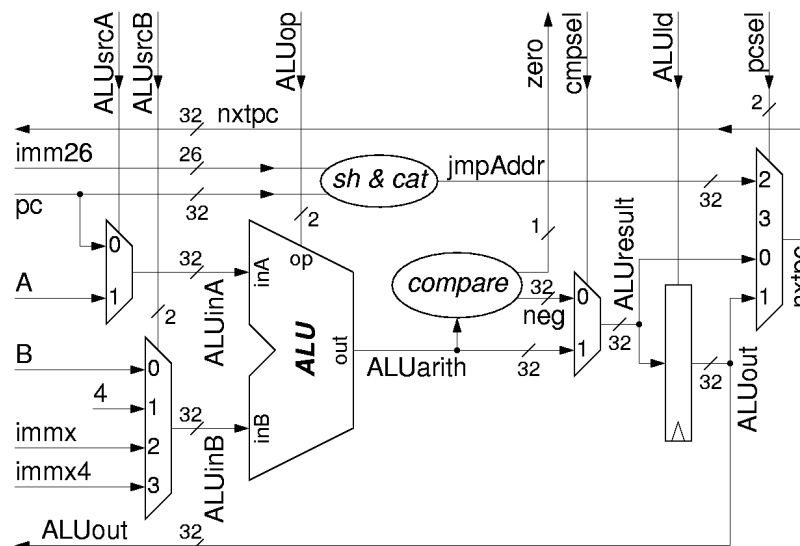 ALUsrcA
ALUsrcB
ALUop
zero
cmpsel
ALUld
pcsel
32 nxtpc
2
imm26
26
sh & cat
jmpAddr
32
2
pc
32
2
1
3
0
32
op
0
A
1
ALUinA
inA
compare
32
neg
0
ALUresult
0
nxtpc
1
2
ALU
out
ALUarith
32
1
32
32
ALUout
B
0
4
1
32
inB
immx
2
ALUinB
immx4
3
ALUout
32